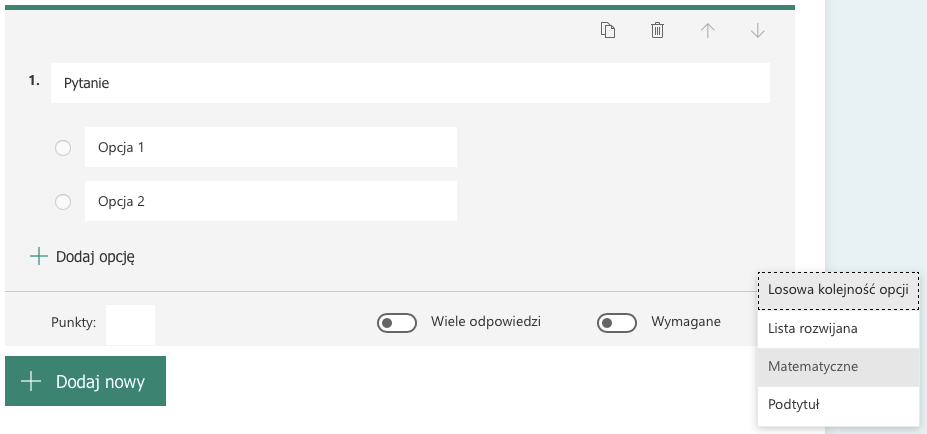 1. Pytanie
Opcja 1
Opcja 2
Dodaj opcję
Punkty: Wiele odpowiedzi Wymagane
Dodaj nowy
Losowa kolejność opcji
Lista rozwijana
Matematyczne
Podtytuł